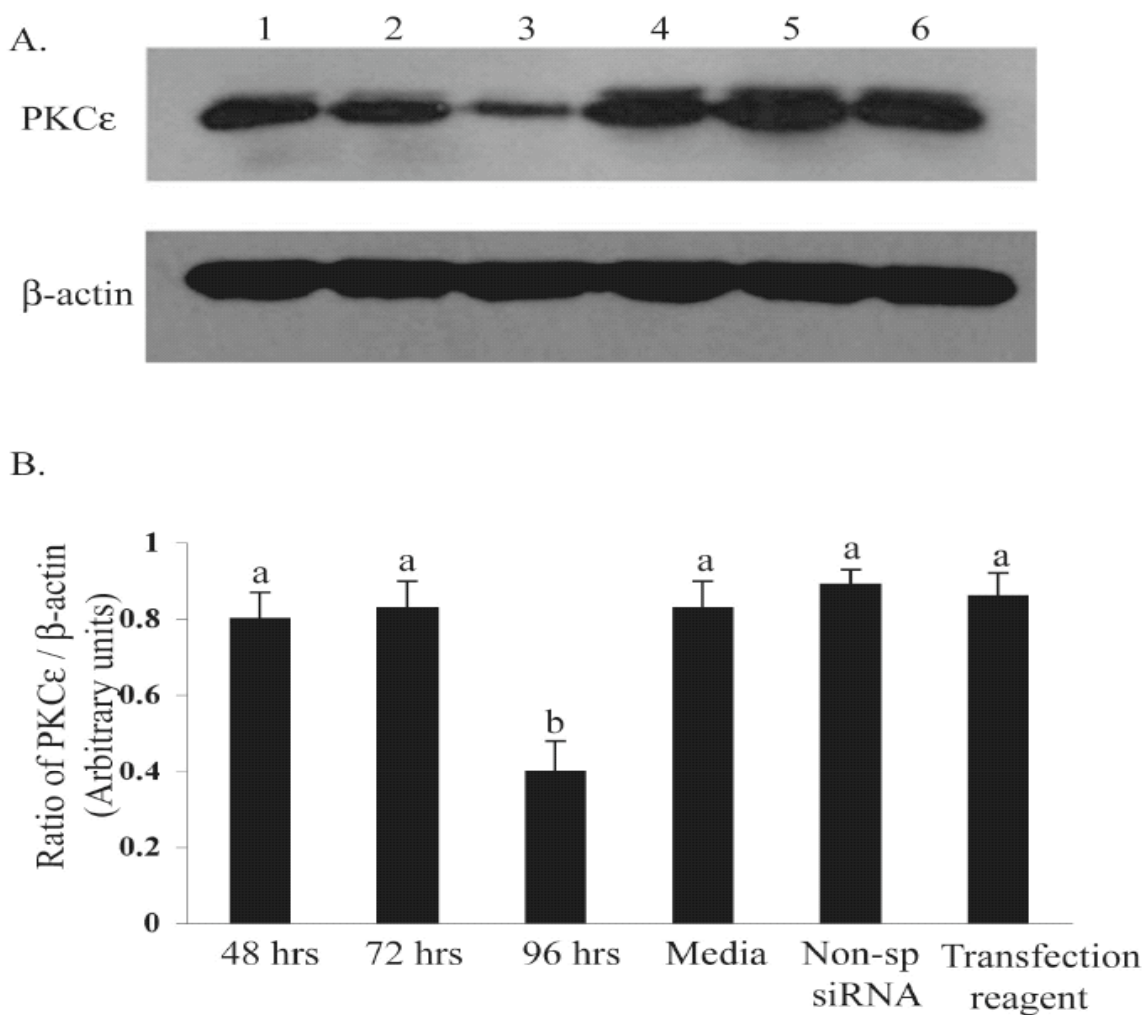 A.
1 2 3 4 5 6
PKCε
β-actin
B.
Ratio of PKCε / β-actin
(Arbitrary units)
1
0.8
0.6
0.4
0.2
0
a a b a a a
48 hrs 72 hrs 96 hrs Media Non-sp siRNA Transfection reagent